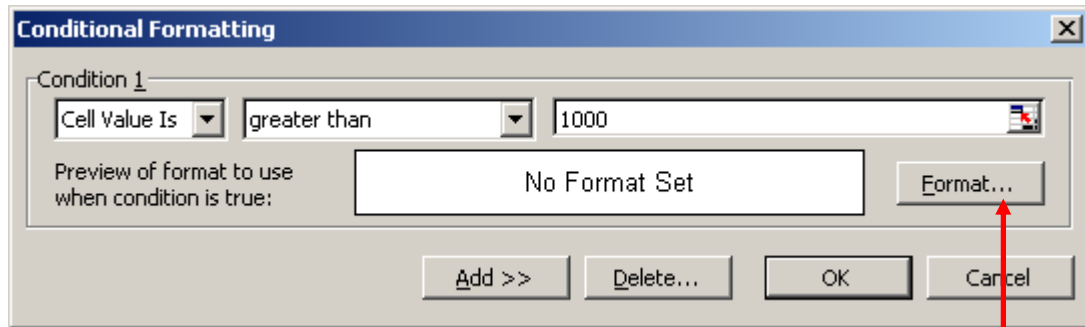 Conditional Formatting
Condition 1
Cell Value Is greater than 1000
Preview of format to use
when condition is true:
No Format Set
Format...
Add >> Delete... OK Cancel